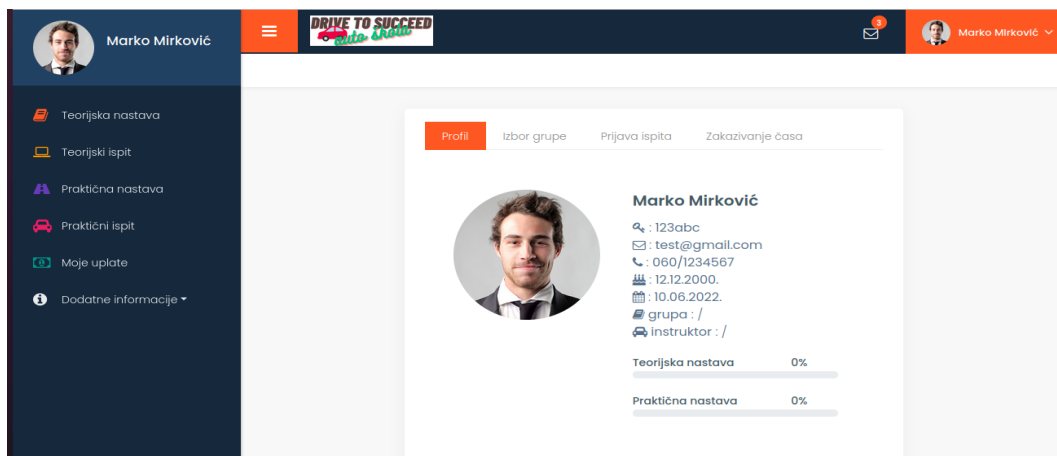 Marko Mirković
Teorijska nastava
Teorijski ispit
Praktična nastava
Praktični ispit
Moje uplate
Dodatne informacije
DRIVE TO SUCCEED
auto škola
3
Marko Mirković
Profil
Izbor grupe
Prijava ispita
Zakazivanje časa
Marko Mirković
: 123abc
: test@gmail.com
: 060/1234567
: 12.12.2000.
: 10.06.2022.
grupa : /
instruktor : /
Teorijska nastava 0%
Praktična nastava 0%